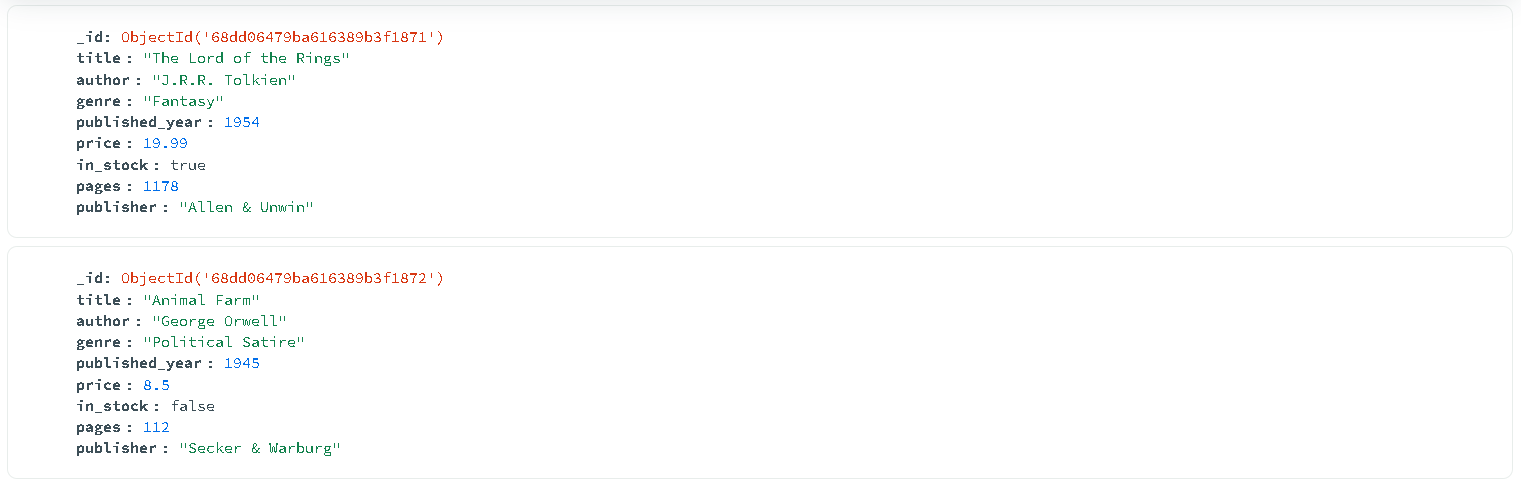 _id: ObjectId('68dd06479ba616389b3f1871')
title : "The Lord of the Rings"
author : "J.R.R. Tolkien"
genre : "Fantasy"
published_year : 1954
price : 19.99
in_stock : true
pages : 1178
publisher : "Allen & Unwin"
_id: ObjectId('68dd06479ba616389b3f1872')
title : "Animal Farm"
author : "George Orwell"
genre : "Political Satire"
published_year : 1945
price : 8.5
in_stock : false
pages : 112
publisher : "Secker & Warburg"